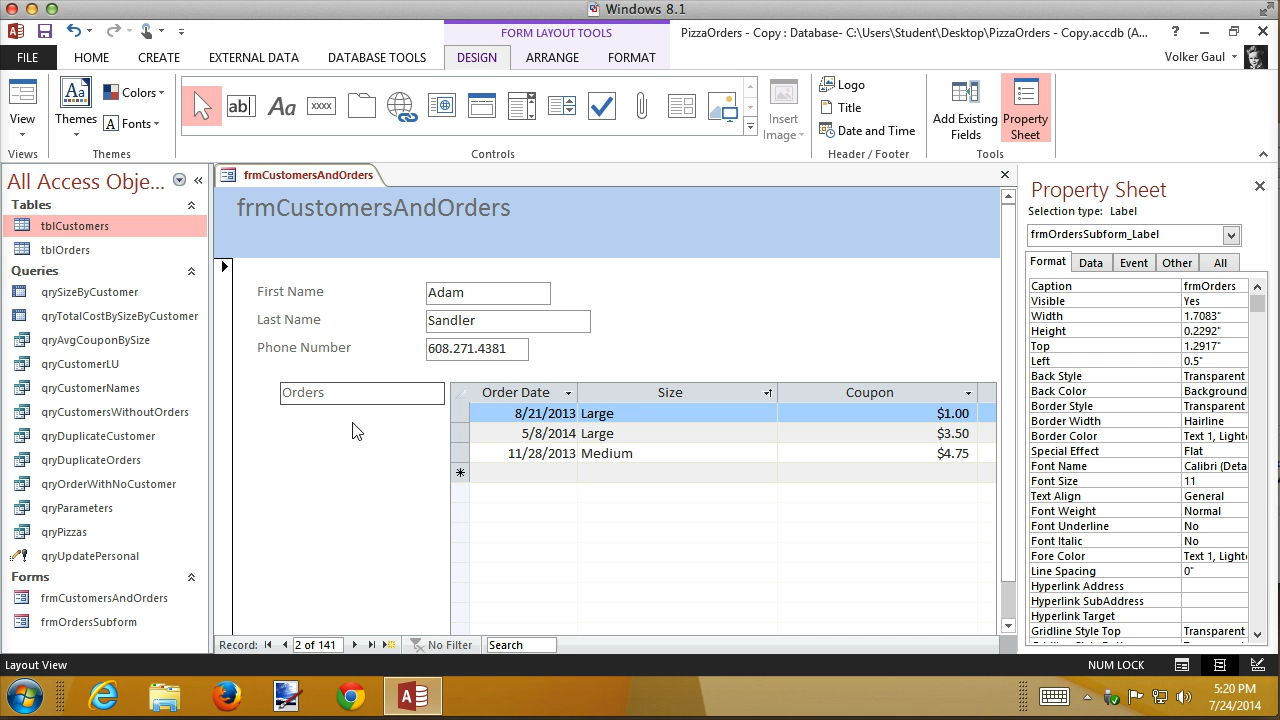 Windows 8.1
FORM LAYOUT TOOLS
PizzaOrders - Copy : Database- C:\Users\Student\Desktop\PizzaOrders - Copy.accdb (A...
?
FILE
HOME
CREATE
EXTERNAL DATA
DATABASE TOOLS
DESIGN
ARRANGE
FORMAT
Volker Gaul
View
Views
Aa
Themes
Colors
Fonts
Themes
ab|
Aa
xxxx
Controls
Insert
Image
Logo
Title
Date and Time
Header / Footer
Add Existing
Fields
Property
Sheet
Tools
All Access Obje...
Tables
tblCustomers
tblOrders
Queries
qrySizeByCustomer
qryTotalCostBySizeByCustomer
qryAvgCouponBySize
qryCustomerLU
qryCustomerNames
qryCustomersWithoutOrders
qryDuplicateCustomer
qryDuplicateOrders
qryOrderWithNoCustomer
qryParameters
qryPizzas
qryUpdatePersonal
Forms
frmCustomersAndOrders
frmOrdersSubform
frmCustomersAndOrders
frmCustomersAndOrders
First Name Adam
Last Name Sandler
Phone Number 608.271.4381
Orders
Order Date Size Coupon
8/21/2013 Large $1.00
5/8/2014 Large $3.50
11/28/2013 Medium $4.75
Record: 2 of 141 No Filter Search
Property Sheet
Selection type: Label
frmOrdersSubform_Label
Format Data Event Other All
Caption frmOrders
Visible Yes
Width 1.7083"
Height 0.2292"
Top 1.2917"
Left 0.5"
Back Style Transparent
Back Color Background
Border Style Transparent
Border Width Hairline
Border Color Text 1, Light
Special Effect Flat
Font Name Calibri (Deta
Font Size 11
Text Align General
Font Weight Normal
Font Underline No
Font Italic No
Fore Color Text 1, Light
Line Spacing 0"
Hyperlink Address
Hyperlink SubAddress
Hyperlink Target
Gridline Style Top Transparent
Layout View
NUM LOCK
5:20 PM
7/24/2014